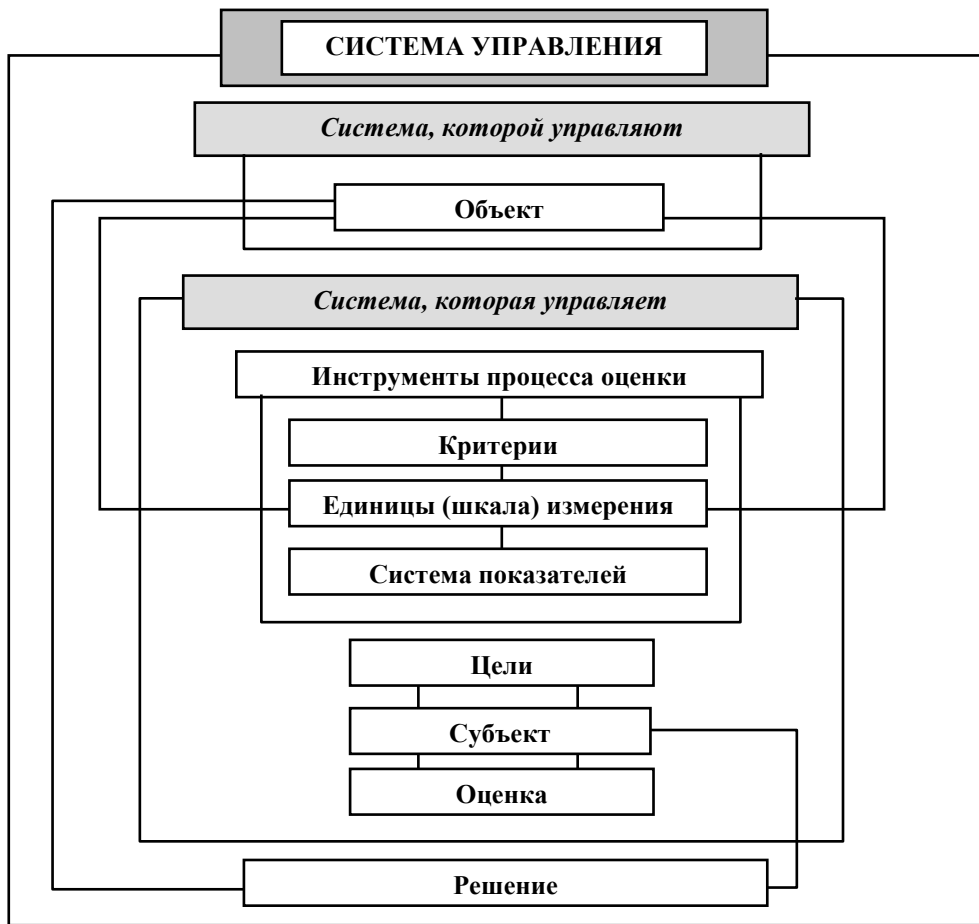 СИСТЕМА УПРАВЛЕНИЯ
Система, которой управляют
Объект
Система, которая управляет
Инструменты процесса оценки
Критерии
Единицы (шкала) измерения
Система показателей
Цели
Субъект
Оценка
Решение